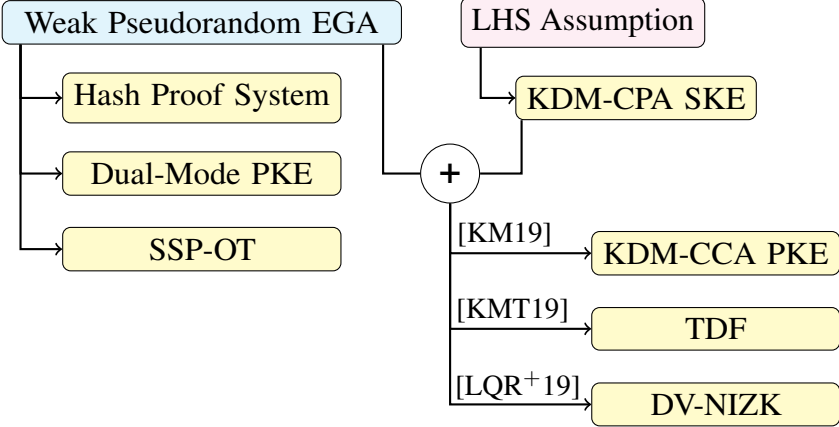 Weak Pseudorandom EGA
LHS Assumption
Hash Proof System
KDM-CPA SKE
Dual-Mode PKE
+
SSP-OT
[KM19]
KDM-CCA PKE
[KMT19]
TDF
[LQR⁺19]
DV-NIZK